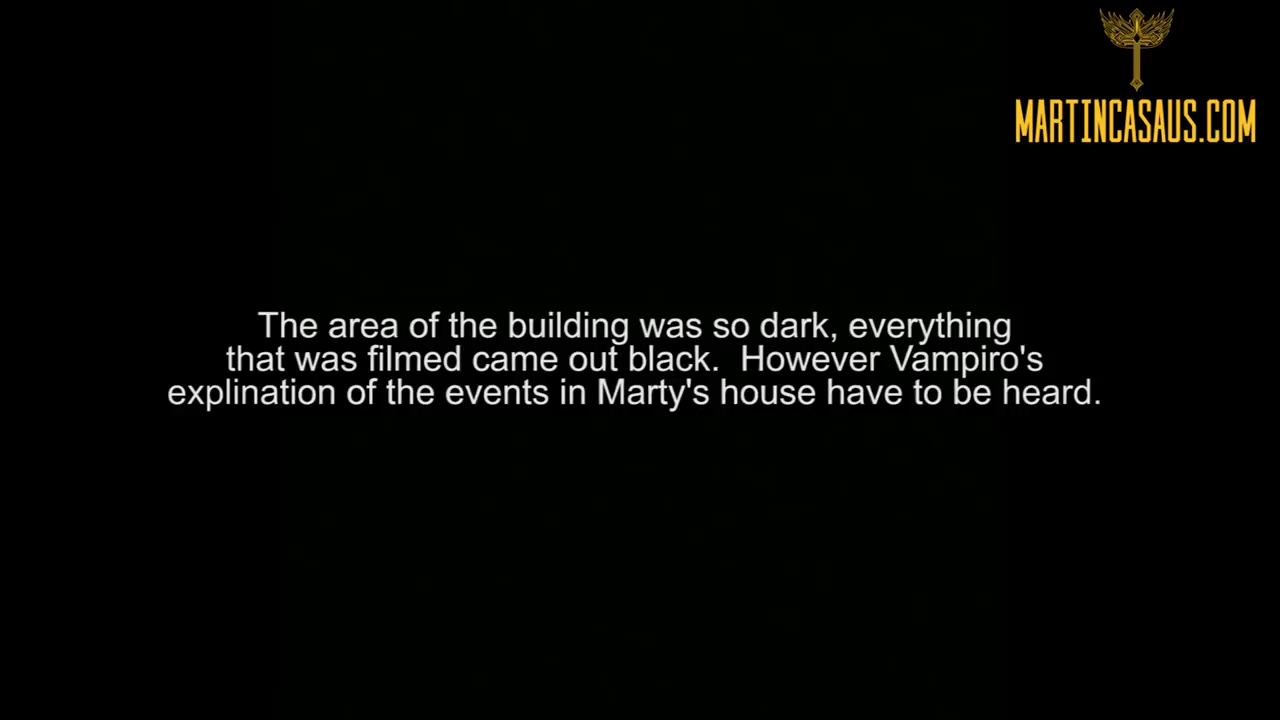 MARTINCASAUS.COM
The area of the building was so dark, everything
that was filmed came out black.  However Vampiro's
explination of the events in Marty's house have to be heard.